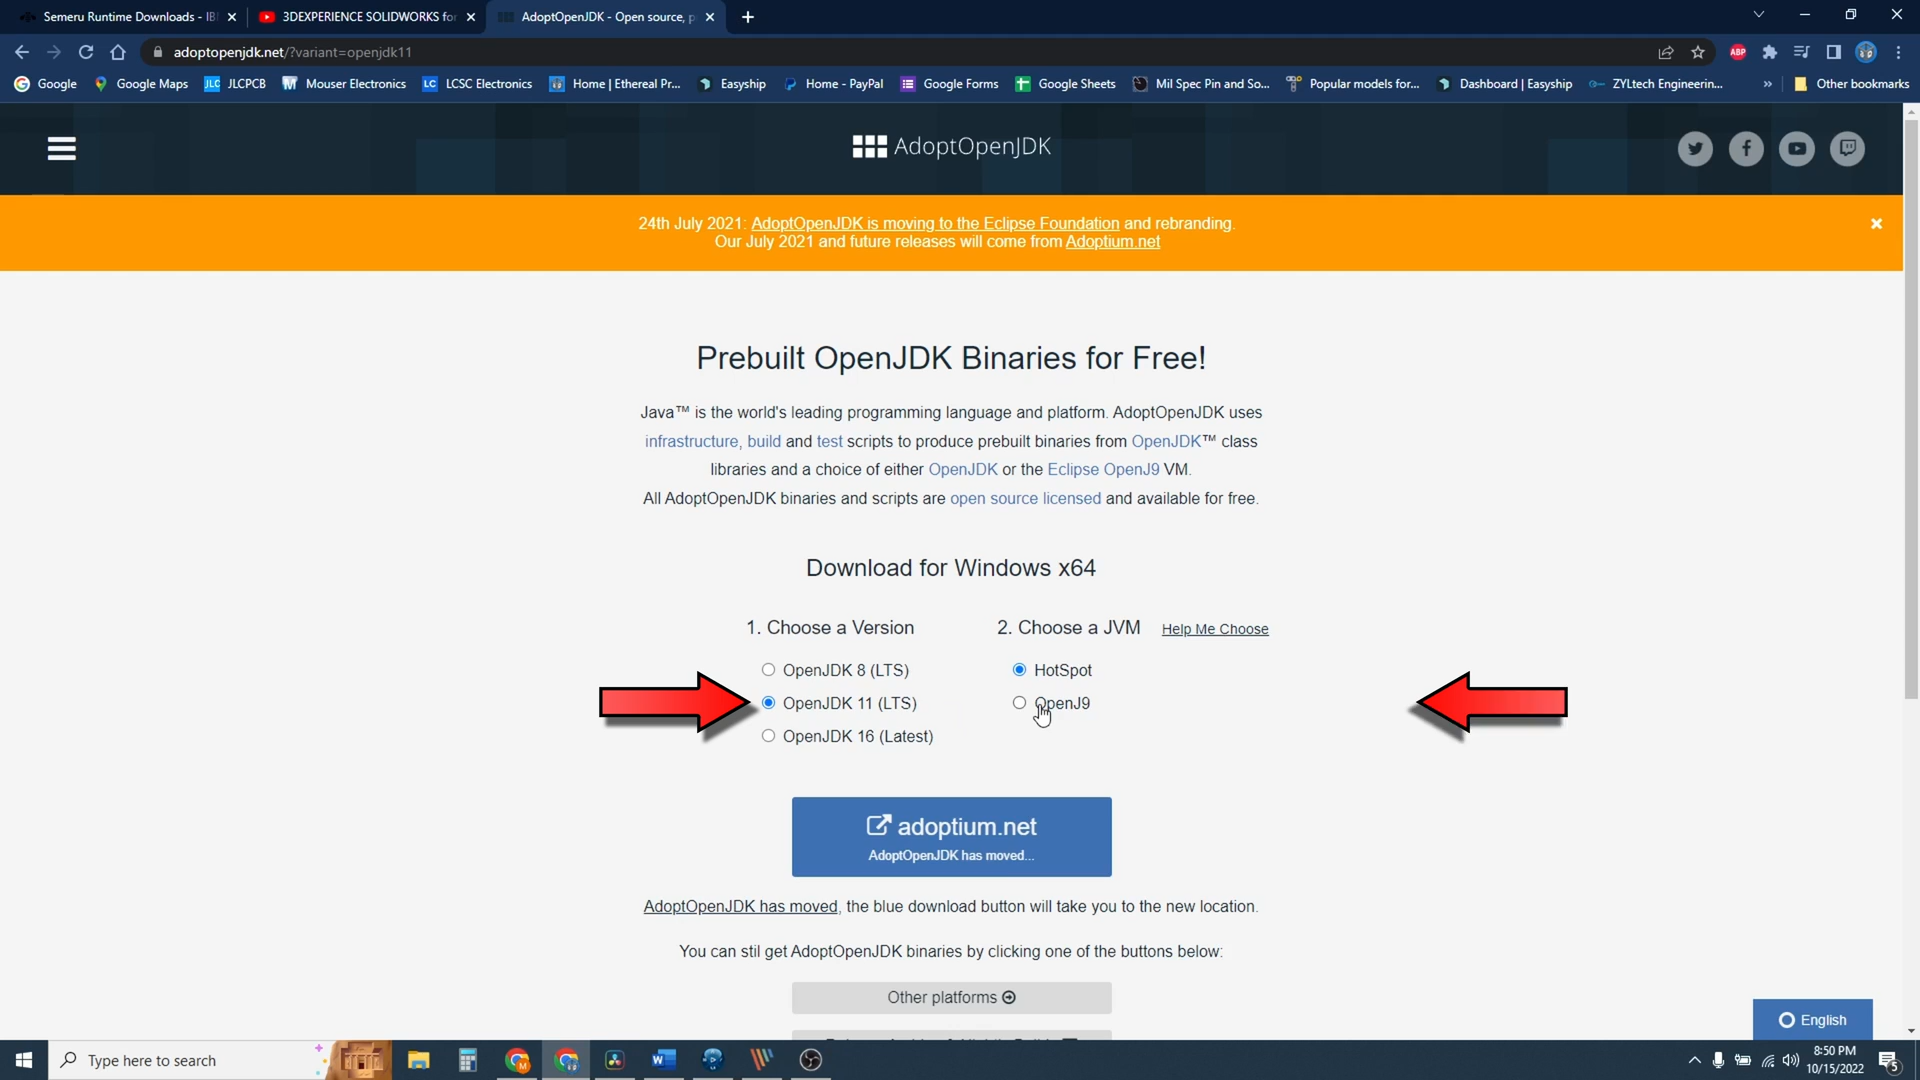 Semeru Runtime Downloads - IB
3DEXPERIENCE SOLIDWORKS for
AdoptOpenJDK - Open source, p
adoptopenjdk.net/?variant=openjdk11
ABP
Google
Google Maps
JLC JLCPCB
Mouser Electronics
LC LCSC Electronics
Home | Ethereal Pr...
Easyship
Home - PayPal
Google Forms
Google Sheets
Mil Spec Pin and So...
Popular models for...
Dashboard | Easyship
ZYLtech Engineerin...
»
Other bookmarks
AdoptOpenJDK
24th July 2021: AdoptOpenJDK is moving to the Eclipse Foundation and rebranding.
Our July 2021 and future releases will come from Adoptium.net
Prebuilt OpenJDK Binaries for Free!
Java™ is the world's leading programming language and platform. AdoptOpenJDK uses
infrastructure, build and test scripts to produce prebuilt binaries from OpenJDK™ class
libraries and a choice of either OpenJDK or the Eclipse OpenJ9 VM.
All AdoptOpenJDK binaries and scripts are open source licensed and available for free.
Download for Windows x64
1. Choose a Version
2. Choose a JVM
Help Me Choose
OpenJDK 8 (LTS)
HotSpot
OpenJDK 11 (LTS)
OpenJ9
OpenJDK 16 (Latest)
adoptium.net
AdoptOpenJDK has moved...
AdoptOpenJDK has moved, the blue download button will take you to the new location.
You can stil get AdoptOpenJDK binaries by clicking one of the buttons below:
Other platforms
English
Type here to search
8:50 PM
10/15/2022
5